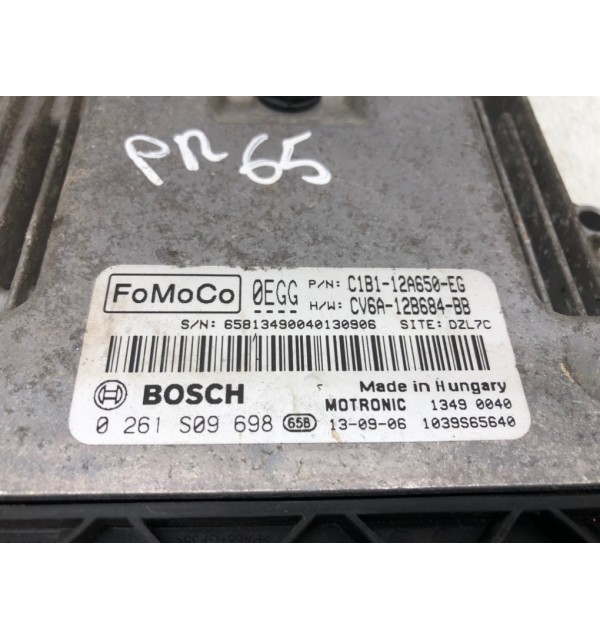 PR 65
FoMoCo 0EGG P/N: C1B1-12A650-EG
H/W: CV6A-12B684-BB
S/N: 65813490040130906 SITE: DZL7C
BOSCH Made in Hungary
MOTRONIC 1349 0040
0 261 S09 698 65B 13-09-06 1039S65640